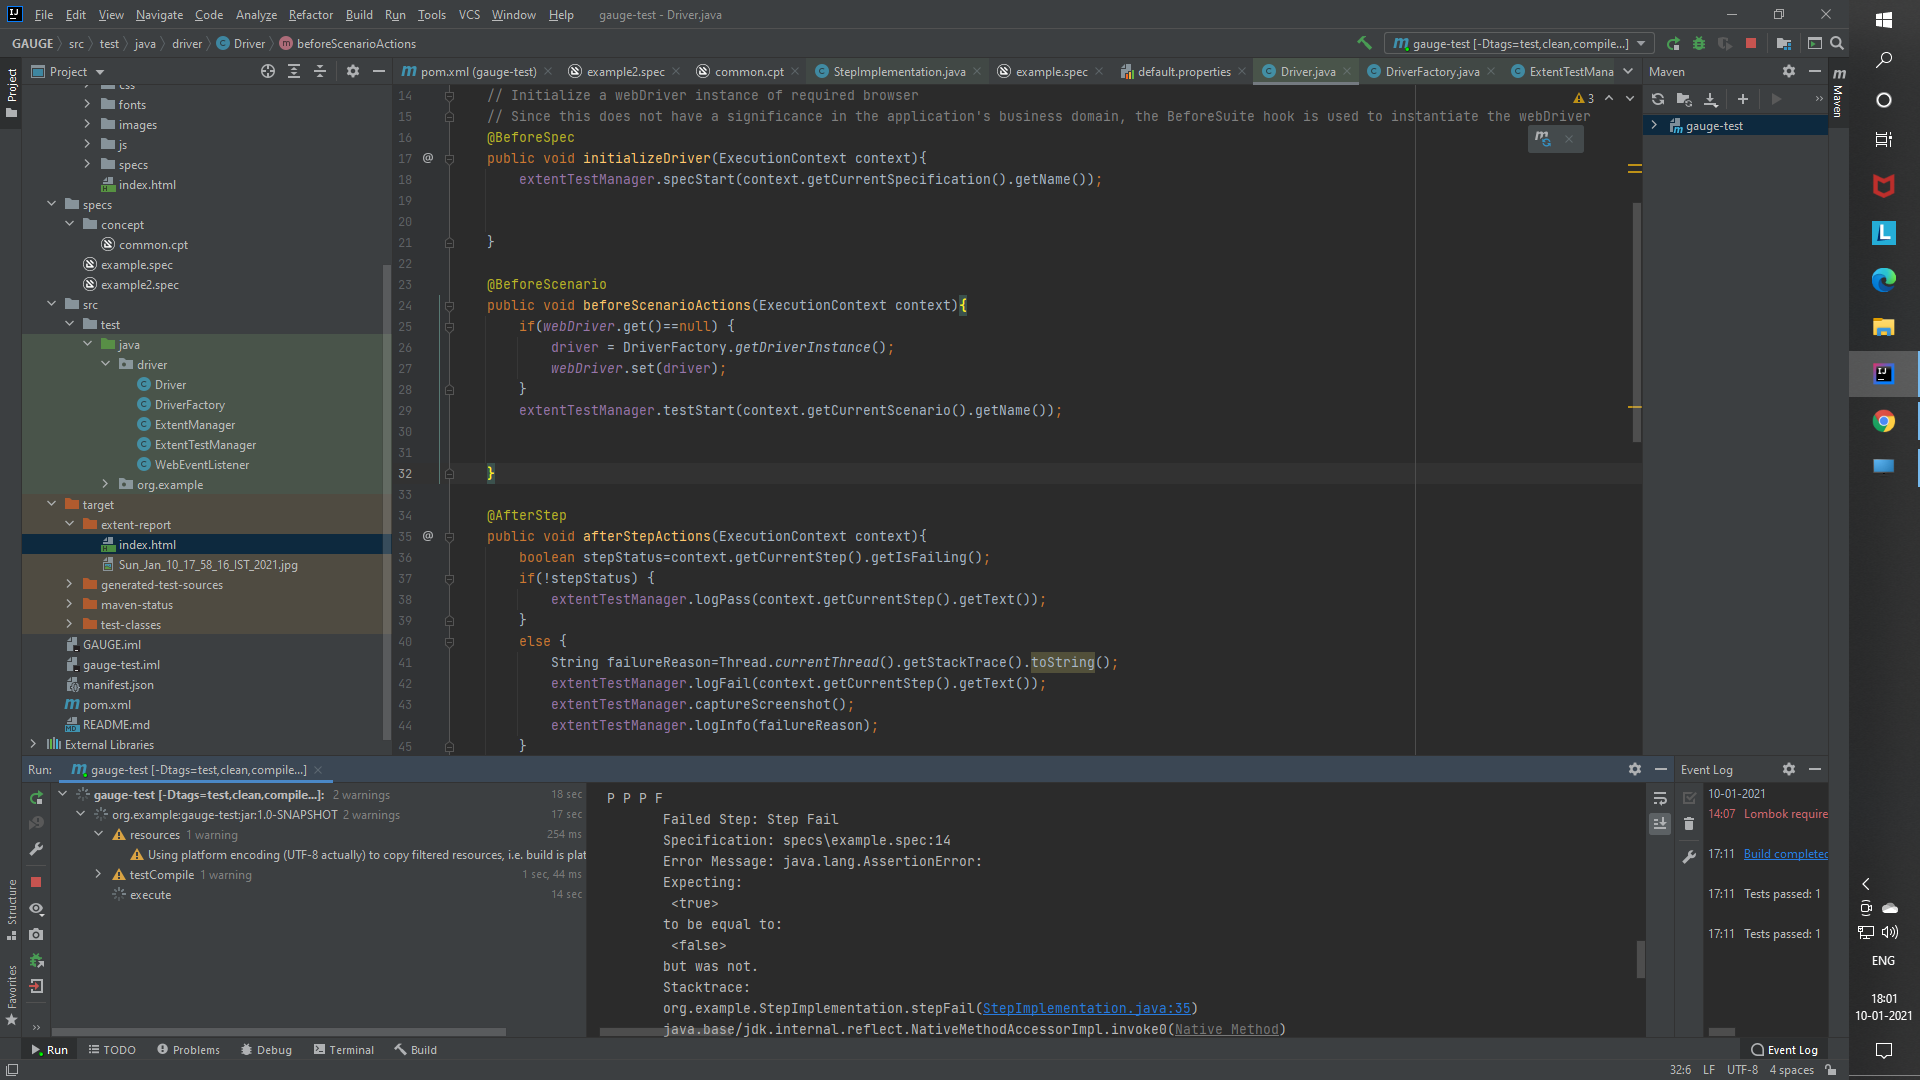 File Edit View Navigate Code Analyze Refactor Build Run Tools VCS Window Help gauge-test - Driver.java
GAUGE src test java driver Driver beforeScenarioActions
gauge-test [-Dtags=test,clean,compile...]
Project
pom.xml (gauge-test) example2.spec common.cpt StepImplementation.java example.spec default.properties Driver.java DriverFactory.java ExtentTestMana
Maven
css
fonts
images
js
specs
index.html
specs
concept
common.cpt
example.spec
example2.spec
src
test
java
driver
Driver
DriverFactory
ExtentManager
ExtentTestManager
WebEventListener
org.example
target
extent-report
index.html
Sun_Jan_10_17_58_16_IST_2021.jpg
generated-test-sources
maven-status
test-classes
GAUGE.iml
gauge-test.iml
manifest.json
pom.xml
README.md
External Libraries
3
14 // Initialize a webDriver instance of required browser
15 // Since this does not have a significance in the application's business domain, the BeforeSuite hook is used to instantiate the webDriver
16 @BeforeSpec
17 @ public void initializeDriver(ExecutionContext context){
18 extentTestManager.specStart(context.getCurrentSpecification().getName());
19
20
21 }
22
23 @BeforeScenario
24 public void beforeScenarioActions(ExecutionContext context){
25 if(webDriver.get()==null) {
26 driver = DriverFactory.getDriverInstance();
27 webDriver.set(driver);
28 }
29 extentTestManager.testStart(context.getCurrentScenario().getName());
30
31
32 }
33
34 @AfterStep
35 @ public void afterStepActions(ExecutionContext context){
36 boolean stepStatus=context.getCurrentStep().getIsFailing();
37 if(!stepStatus) {
38 extentTestManager.logPass(context.getCurrentStep().getText());
39 }
40 else {
41 String failureReason=Thread.currentThread().getStackTrace().toString();
42 extentTestManager.logFail(context.getCurrentStep().getText());
43 extentTestManager.captureScreenshot();
44 extentTestManager.logInfo(failureReason);
45 }
gauge-test
Project
Maven
Structure
Favorites
Run: gauge-test [-Dtags=test,clean,compile...]
gauge-test [-Dtags=test,clean,compile...]: 2 warnings 18 sec
org.example:gauge-test:jar:1.0-SNAPSHOT 2 warnings 17 sec
resources 1 warning 254 ms
Using platform encoding (UTF-8 actually) to copy filtered resources, i.e. build is plat
testCompile 1 warning 1 sec, 44 ms
execute 14 sec
P P P F
Failed Step: Step Fail
Specification: specs\example.spec:14
Error Message: java.lang.AssertionError:
Expecting:
<true>
to be equal to:
<false>
but was not.
Stacktrace:
org.example.StepImplementation.stepFail(StepImplementation.java:35)
java.base/jdk.internal.reflect.NativeMethodAccessorImpl.invoke0(Native Method)
Event Log
10-01-2021
14:07 Lombok require
17:11 Build completed
17:11 Tests passed: 1
17:11 Tests passed: 1
Run TODO Problems Debug Terminal Build Event Log
32:6 LF UTF-8 4 spaces
ENG
18:01
10-01-2021